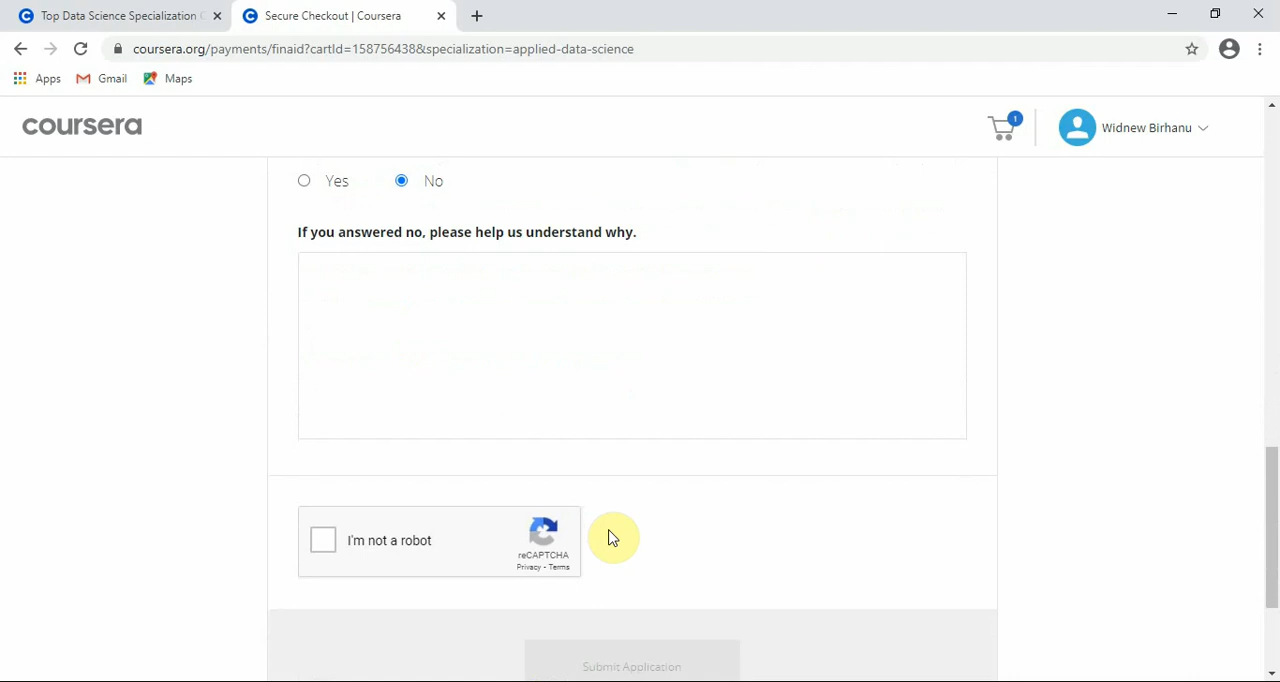 Top Data Science Specialization
Secure Checkout | Coursera
coursera.org/payments/finaid?cartId=158756438&specialization=applied-data-science
Apps
Gmail
Maps
coursera
1
Widnew Birhanu
Yes
No
If you answered no, please help us understand why.
I'm not a robot
reCAPTCHA
Privacy - Terms
Submit Application